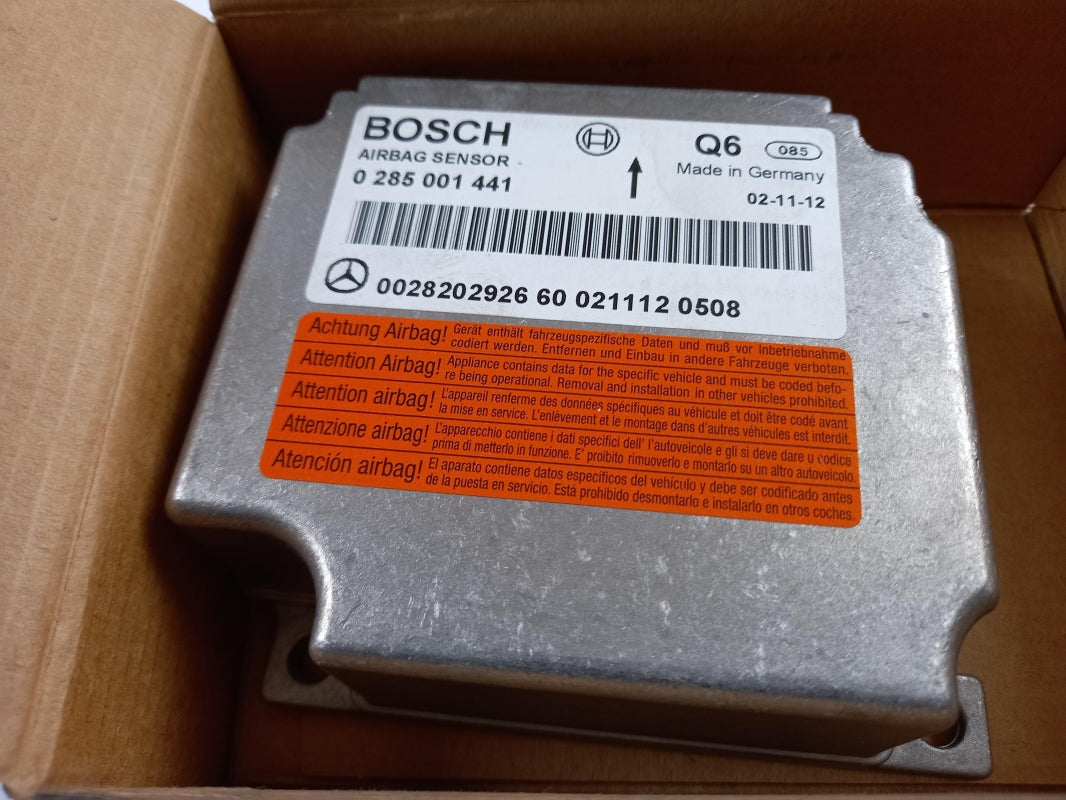 BOSCH
AIRBAG SENSOR
0 285 001 441
Q6 085
Made in Germany
02-11-12
0028202926 60 021112 0508
Achtung Airbag! Gerät enthält fahrzeugspezifische Daten und muß vor Inbetriebnahme
codiert werden. Entfernen und Einbau in andere Fahrzeuge verboten.
Attention Airbag! Appliance contains data for the specific vehicle and must be coded befo-
re being operational. Removal and installation in other vehicles prohibited.
Attention airbag! L'appareil renferme des données spécifiques au véhicule et doit être codé avant
la mise en service. L'enlèvement et le montage dans d'autres véhicules est interdit.
Attenzione airbag! L'apparecchio contiene i dati specifici dell' l'autoveicolo e gli si deve dare u codice
prima di metterlo in funzione. E' proibito rimuoverlo e montarlo su un altro autoveicolo.
Atención airbag! El aparato contiene datos específicos del vehículo y debe ser codificado antes
de la puesta en servicio. Está prohibido desmontarlo e instalarlo en otros coches.